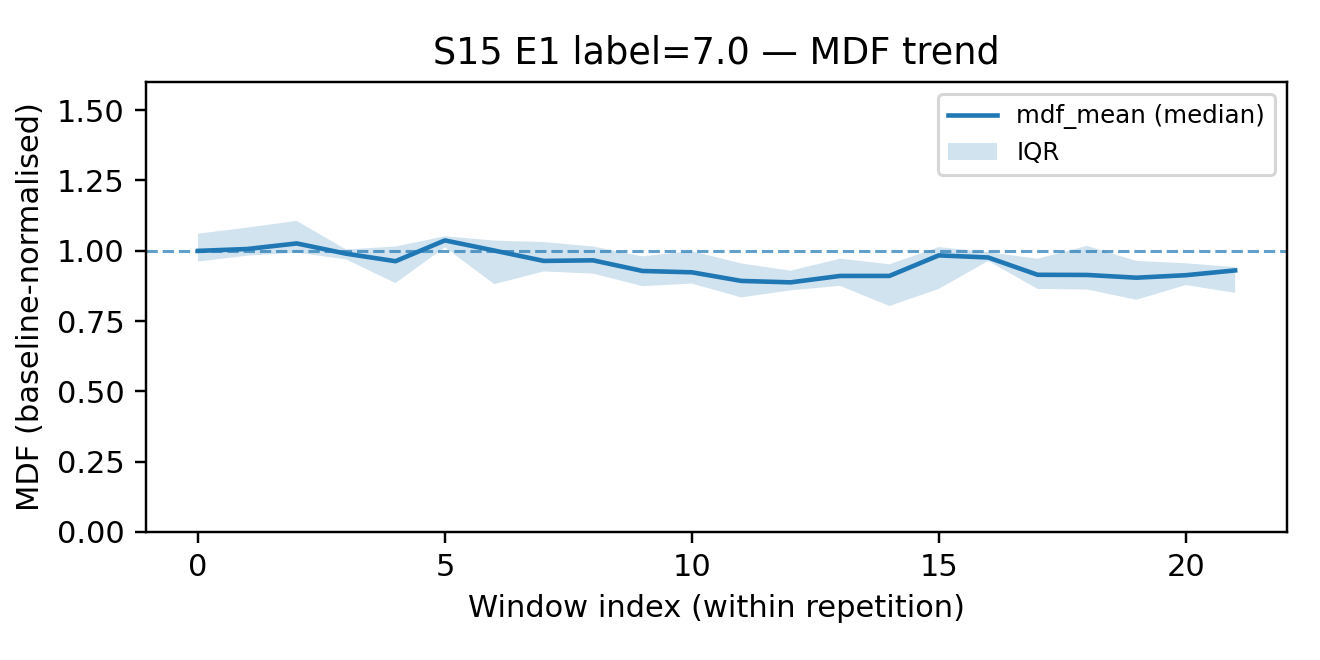 S15 E1 label=7.0 — MDF trend
MDF (baseline-normalised)
1.50
1.25
1.00
0.75
0.50
0.25
0.00
mdf_mean (median)
IQR
0
5
10
15
20
Window index (within repetition)